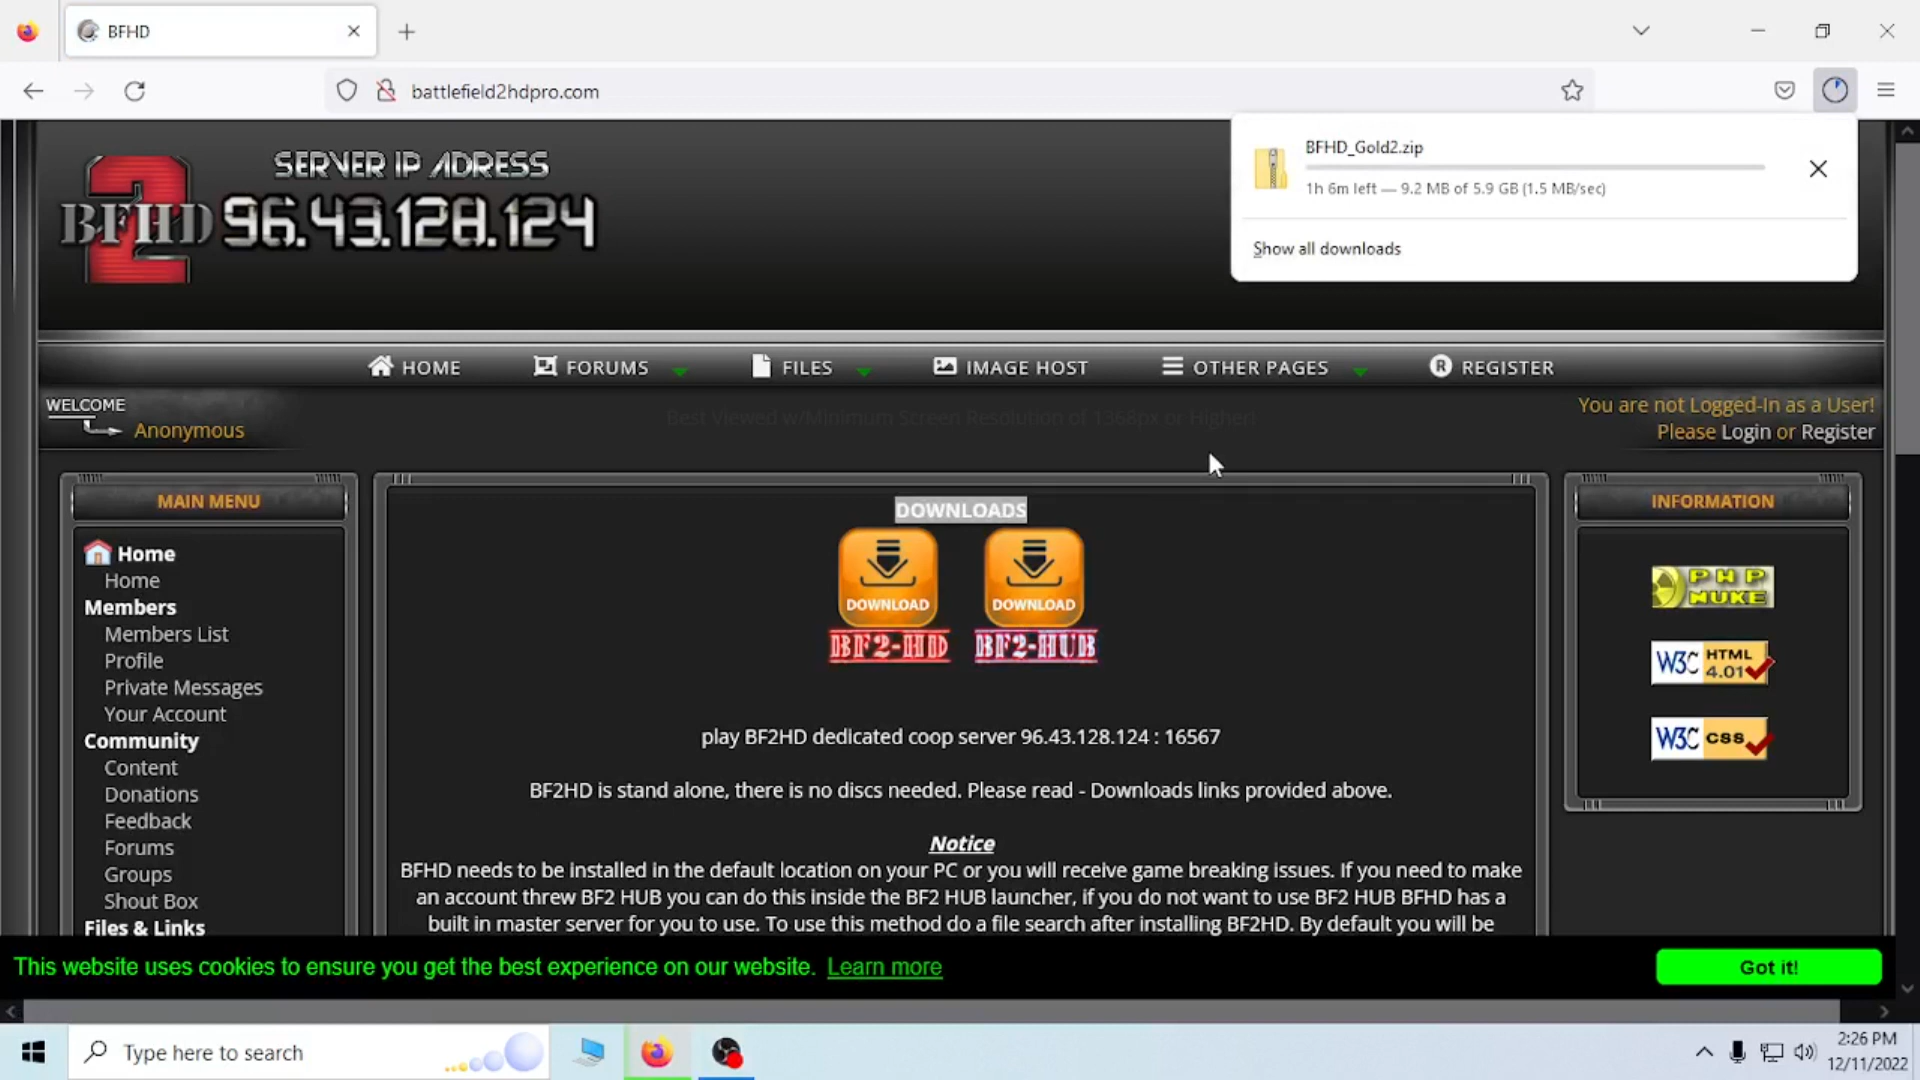 BFHD
battlefield2hdpro.com
BFHD_Gold2.zip
1h 6m left — 9.2 MB of 5.9 GB (1.5 MB/sec)
Show all downloads
2
BFHD
SERVER IP ADRESS
96.43.128.124
HOME
FORUMS
FILES
IMAGE HOST
OTHER PAGES
R REGISTER
WELCOME
Anonymous
Best Viewed w/Minimum Screen Resolution of 1368px or Higher!
You are not Logged-In as a User!
Please Login or Register
MAIN MENU
Home
Home
Members
Members List
Profile
Private Messages
Your Account
Community
Content
Donations
Feedback
Forums
Groups
Shout Box
Files & Links
DOWNLOADS
DOWNLOAD
DOWNLOAD
BF2-HD
BF2-HUB
play BF2HD dedicated coop server 96.43.128.124 : 16567
BF2HD is stand alone, there is no discs needed. Please read - Downloads links provided above.
Notice
BFHD needs to be installed in the default location on your PC or you will receive game breaking issues. If you need to make
an account threw BF2 HUB you can do this inside the BF2 HUB launcher, if you do not want to use BF2 HUB BFHD has a
built in master server for you to use. To use this method do a file search after installing BF2HD. By default you will be
INFORMATION
PHP
NUKE
W3C HTML
4.01
W3C CSS
This website uses cookies to ensure you get the best experience on our website. Learn more
Got it!
Type here to search
2:26 PM
12/11/2022